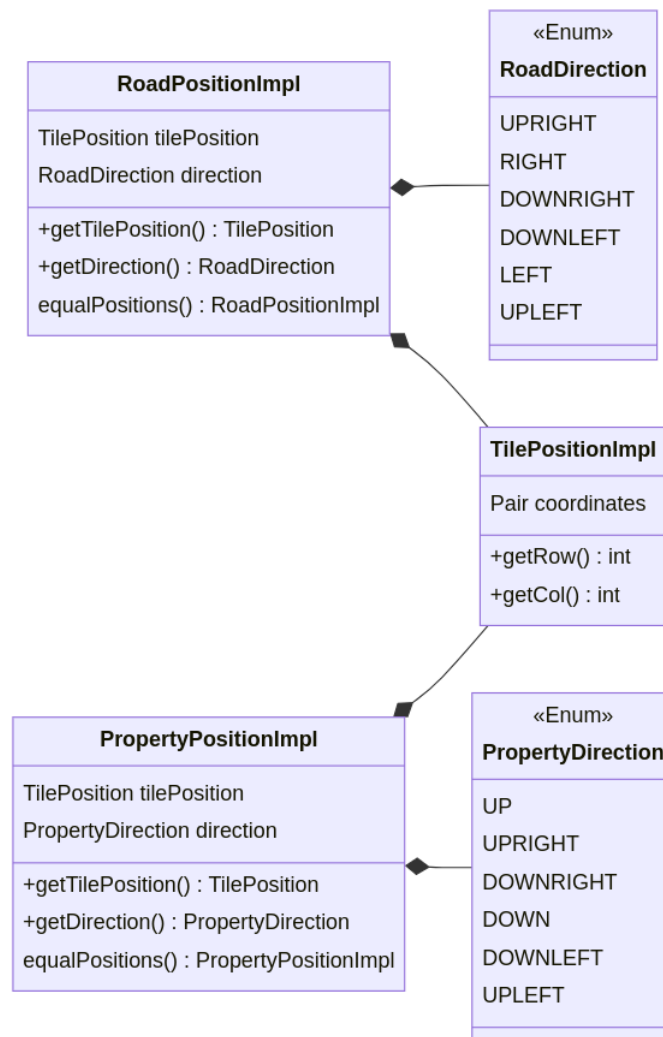 RoadPositionImpl
TilePosition tilePosition
RoadDirection direction
+getTilePosition() : TilePosition
+getDirection() : RoadDirection
equalPositions() : RoadPositionImpl
«Enum»
RoadDirection
UPRIGHT
RIGHT
DOWNRIGHT
DOWNLEFT
LEFT
UPLEFT
TilePositionImpl
Pair coordinates
+getRow() : int
+getCol() : int
PropertyPositionImpl
TilePosition tilePosition
PropertyDirection direction
+getTilePosition() : TilePosition
+getDirection() : PropertyDirection
equalPositions() : PropertyPositionImpl
«Enum»
PropertyDirection
UP
UPRIGHT
DOWNRIGHT
DOWN
DOWNLEFT
UPLEFT